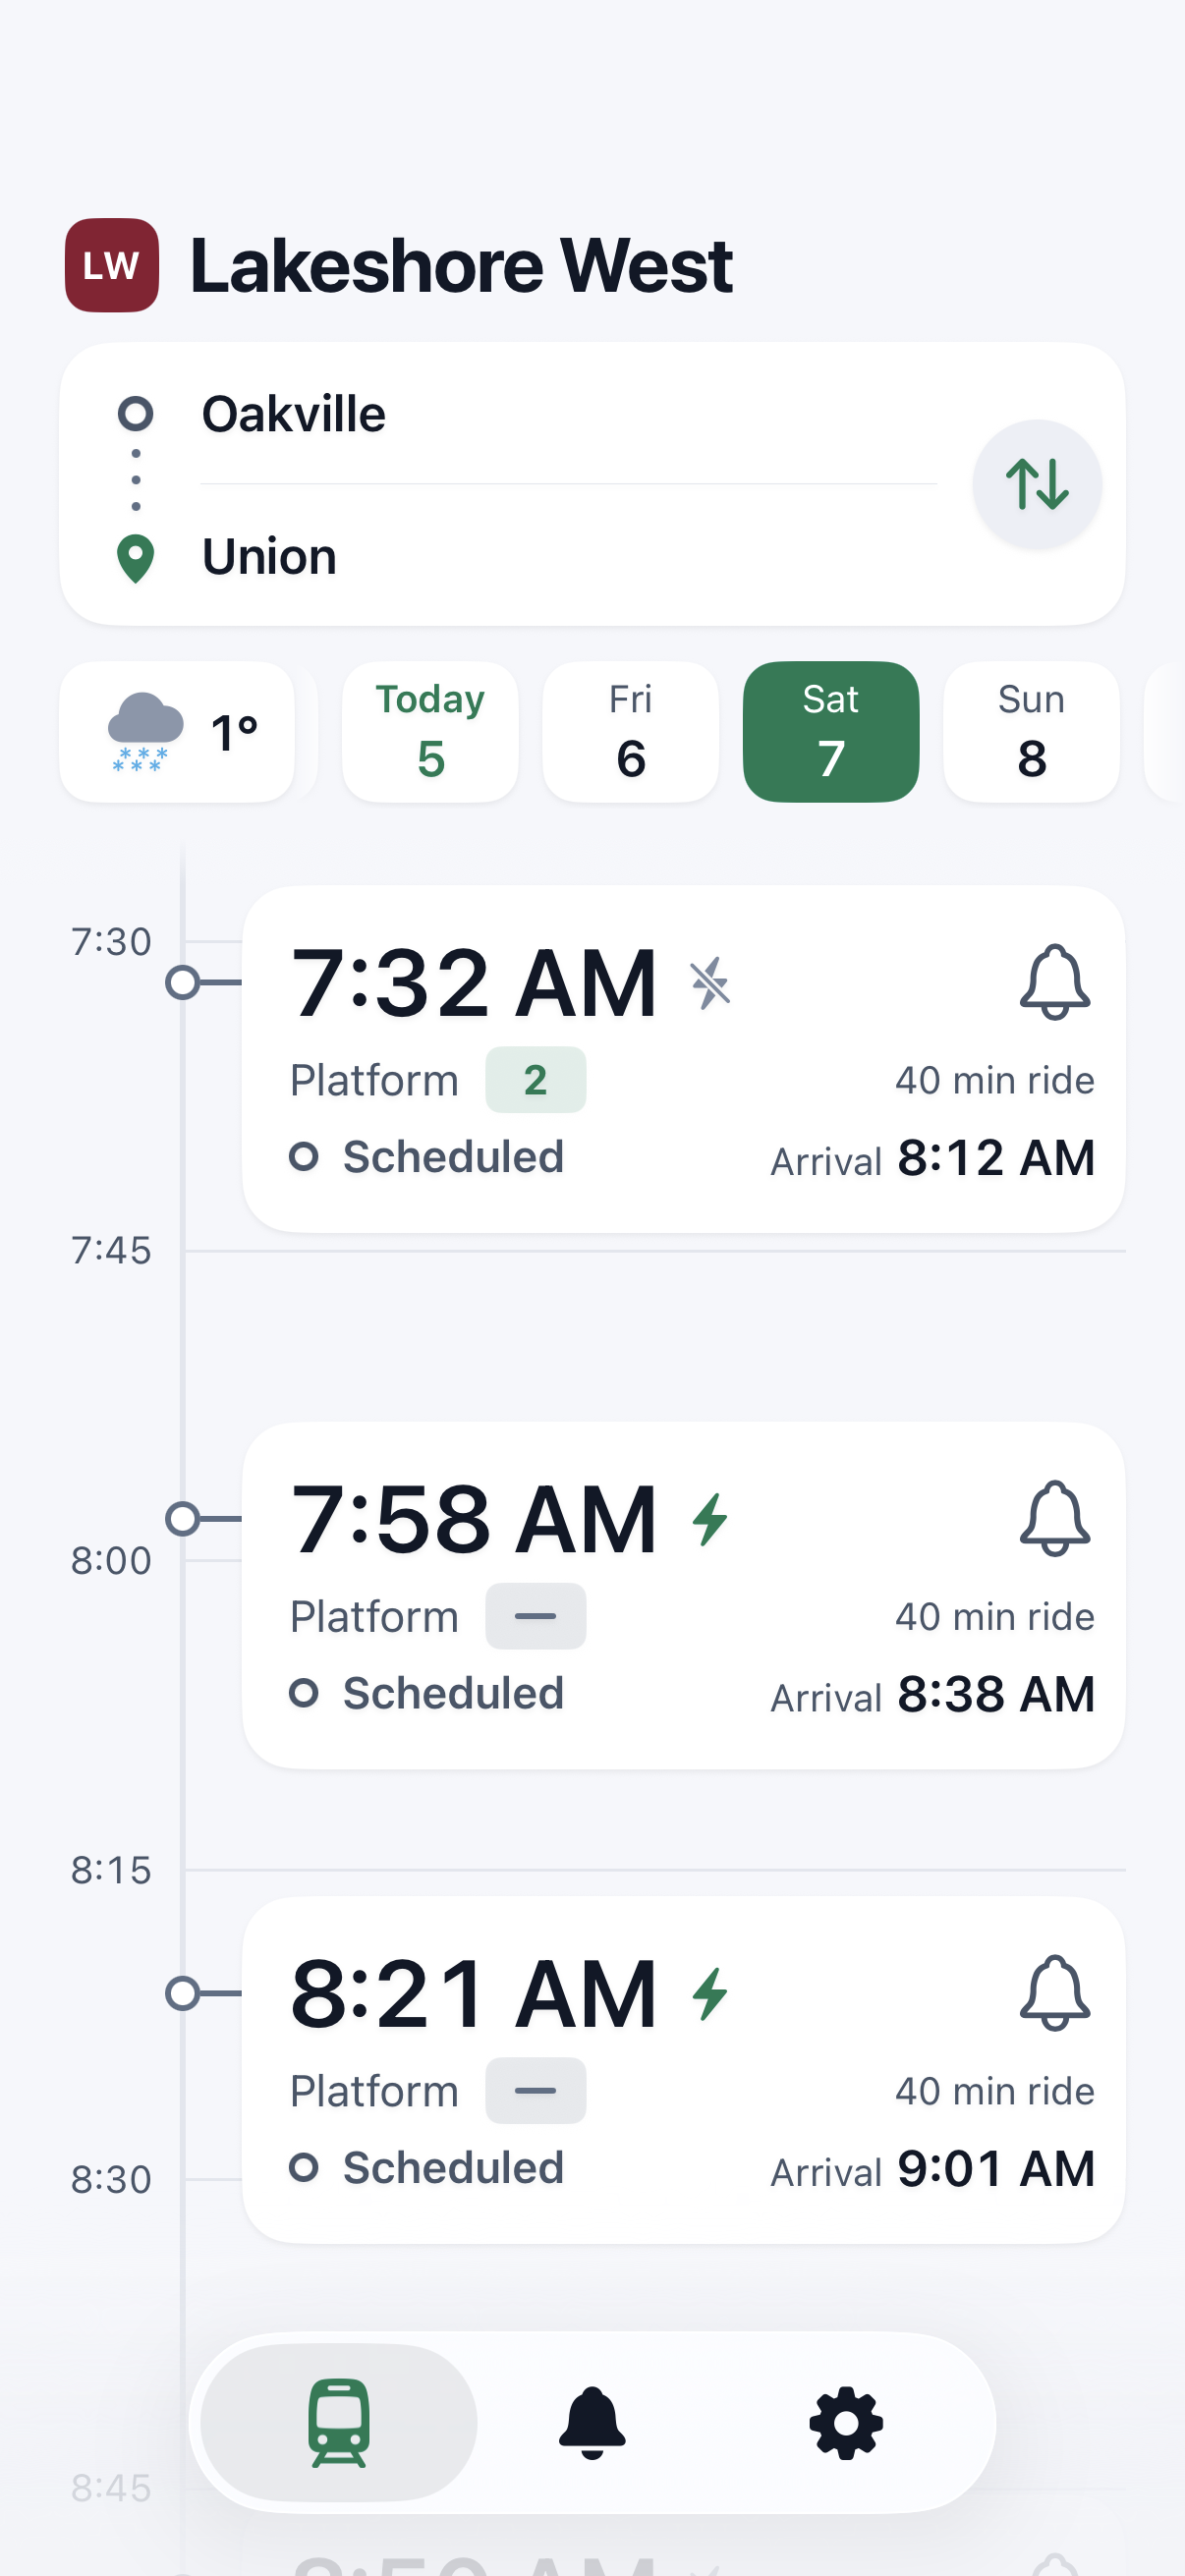 LW Lakeshore West
Oakville
Union
1°
Today 5
Fri 6
Sat 7
Sun 8
7:30
7:32 AM
Platform 2
40 min ride
Scheduled
Arrival 8:12 AM
7:45
7:58 AM
8:00
Platform —
40 min ride
Scheduled
Arrival 8:38 AM
8:15
8:21 AM
Platform —
40 min ride
8:30
Scheduled
Arrival 9:01 AM
8:45